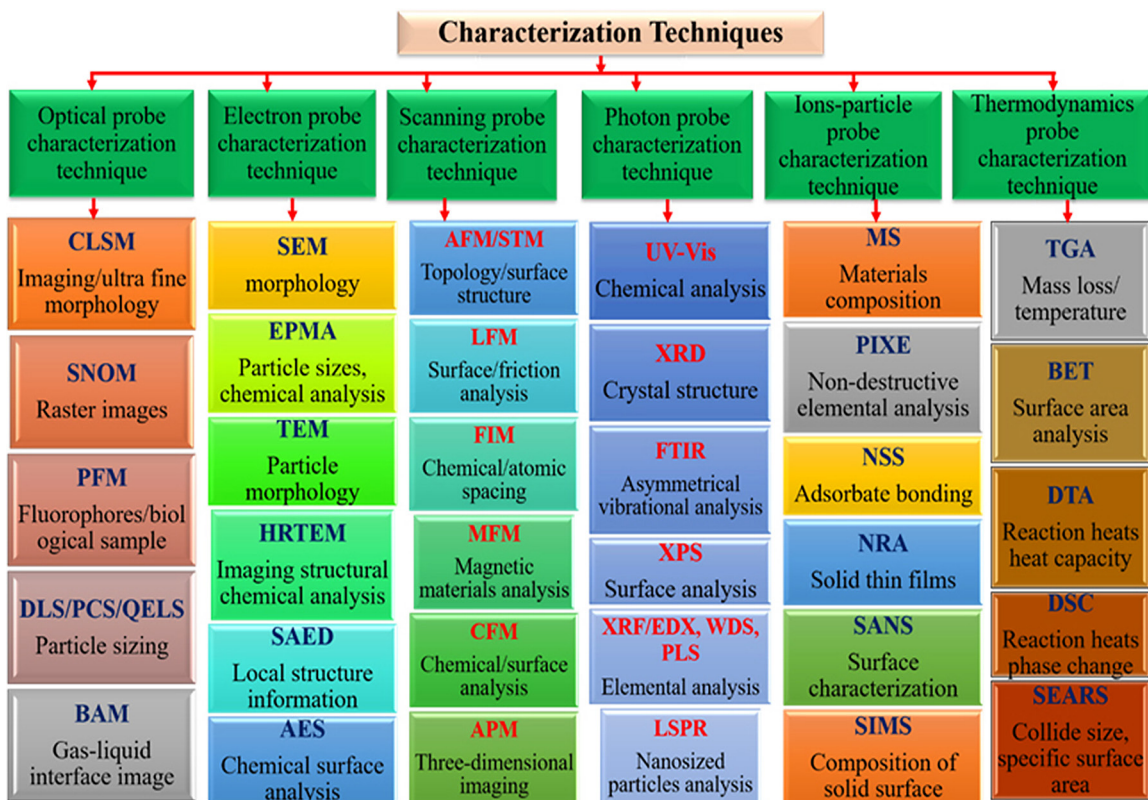 Characterization Techniques
Optical probe
characterization
technique
CLSM
Imaging/ultra fine
morphology
SNOM
Raster images
PFM
Fluorophores/biol
ogical sample
DLS/PCS/QELS
Particle sizing
BAM
Gas-liquid
interface image
Electron probe
characterization
technique
SEM
morphology
EPMA
Particle sizes,
chemical analysis
TEM
Particle
morphology
HRTEM
Imaging structural
chemical analysis
SAED
Local structure
information
AES
Chemical surface
analysis
Scanning probe
characterization
technique
AFM/STM
Topology/surface
structure
LFM
Surface/friction
analysis
FIM
Chemical/atomic
spacing
MFM
Magnetic
materials analysis
CFM
Chemical/surface
analysis
APM
Three-dimensional
imaging
Photon probe
characterization
technique
UV-Vis
Chemical analysis
XRD
Crystal structure
FTIR
Asymmetrical
vibrational analysis
XPS
Surface analysis
XRF/EDX, WDS,
PLS
Elemental analysis
LSPR
Nanosized
particles analysis
Ions-particle
probe
characterization
technique
MS
Materials
composition
PIXE
Non-destructive
elemental analysis
NSS
Adsorbate bonding
NRA
Solid thin films
SANS
Surface
characterization
SIMS
Composition of
solid surface
Thermodynamics
probe
characterization
technique
TGA
Mass loss/
temperature
BET
Surface area
analysis
DTA
Reaction heats
heat capacity
DSC
Reaction heats
phase change
SEARS
Collide size,
specific surface
area